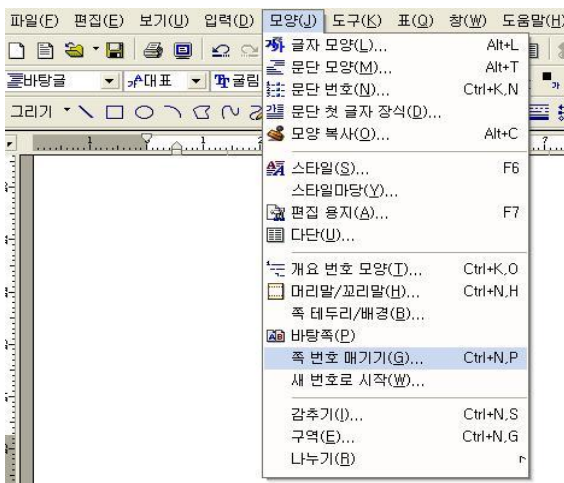 파일(F) 편집(E) 보기(U) 입력(D) 모양(J) 도구(K) 표(Q) 창(W) 도움말(H)
바탕글 대표 굴림
그리기
글자 모양(L)... Alt+L
문단 모양(M)... Alt+T
문단 번호(N)... Ctrl+K,N
문단 첫 글자 장식(D)...
모양 복사(O)... Alt+C
스타일(S)... F6
스타일마당(Y)...
편집 용지(A)... F7
다단(U)...
개요 번호 모양(T)... Ctrl+K,O
머리말/꼬리말(H)... Ctrl+N,H
쪽 테두리/배경(B)...
바탕쪽(P)
쪽 번호 매기기(G)... Ctrl+N,P
새 번호로 시작(W)...
감추기(I)... Ctrl+N,S
구역(E)... Ctrl+N,G
나누기(B)